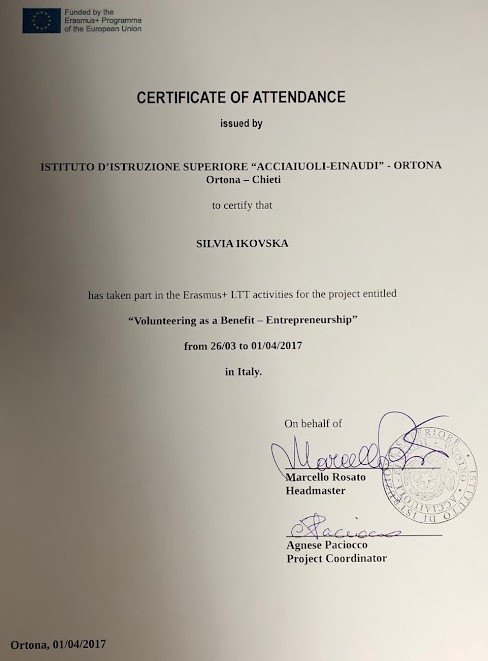 Funded by the
Erasmus+ Programme
of the European Union
CERTIFICATE OF ATTENDANCE
issued by
ISTITUTO D'ISTRUZIONE SUPERIORE "ACCIAIUOLI-EINAUDI" - ORTONA
Ortona – Chieti
to certify that
SILVIA IKOVSKA
has taken part in the Erasmus+ LTT activities for the project entitled
"Volunteering as a Benefit – Entrepreneurship"
from 26/03 to 01/04/2017
in Italy.
On behalf of
Marcello
Marcello Rosato
Headmaster
Paciocco
Agnese Paciocco
Project Coordinator
Ortona, 01/04/2017